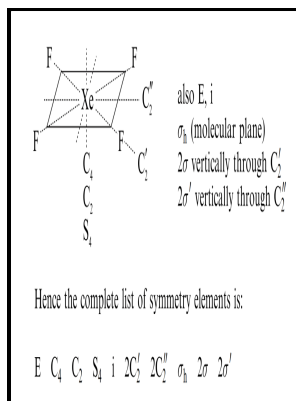 F F
Xe C₂″
F F C₂′
C₄
C₂
S₄
also E, i
σₕ (molecular plane)
2σ vertically through C₂′
2σ′ vertically through C₂″
Hence the complete list of symmetry elements is:
E C₄ C₂ S₄ i 2C₂′ 2C₂″ σₕ 2σ 2σ′